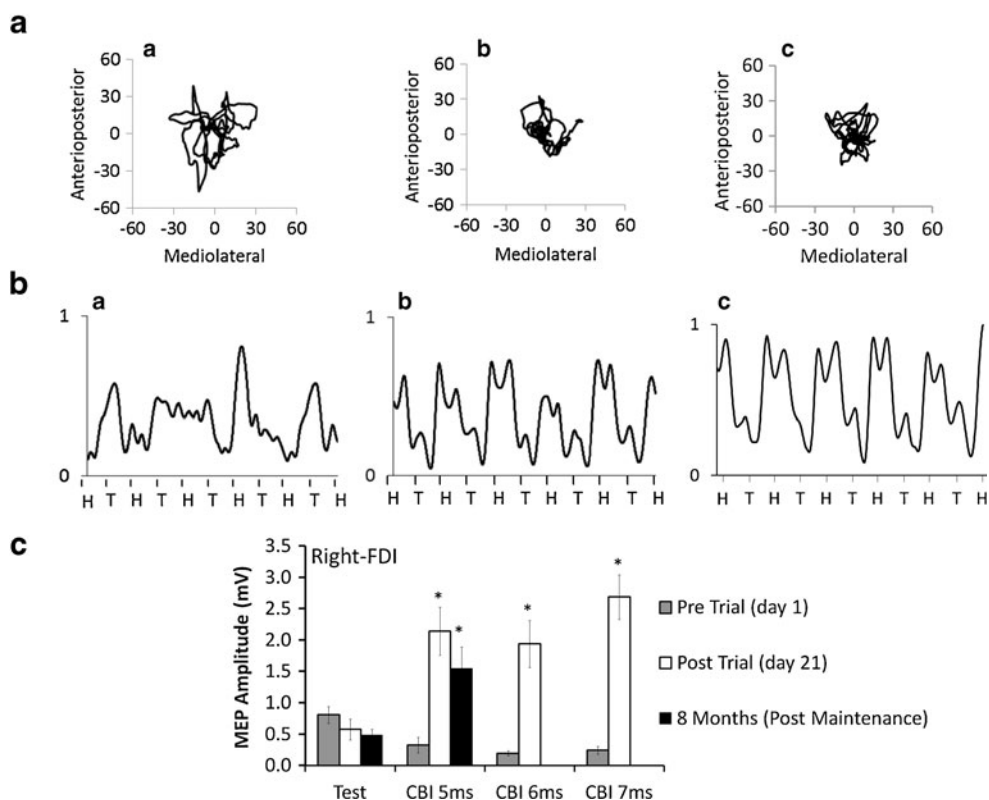 a
a
b
c
Anterioposterior
60
30
0
-30
-60
-60 -30 0 30 60
Mediolateral
Anterioposterior
60
30
0
-30
-60
-60 -30 0 30 60
Mediolateral
Anterioposterior
60
30
0
-30
-60
-60 -30 0 30 60
Mediolateral
b
a
1
0
H T H T H T H T H T H
b
1
0
H T H T H T H T H T H
c
1
0
H T H T H T H T H T H
c
Right-FDI
MEP Amplitude (mV)
3.5
3.0
2.5
2.0
1.5
1.0
0.5
0.0
* * * *
Test CBI 5ms CBI 6ms CBI 7ms
Pre Trial (day 1)
Post Trial (day 21)
8 Months (Post Maintenance)